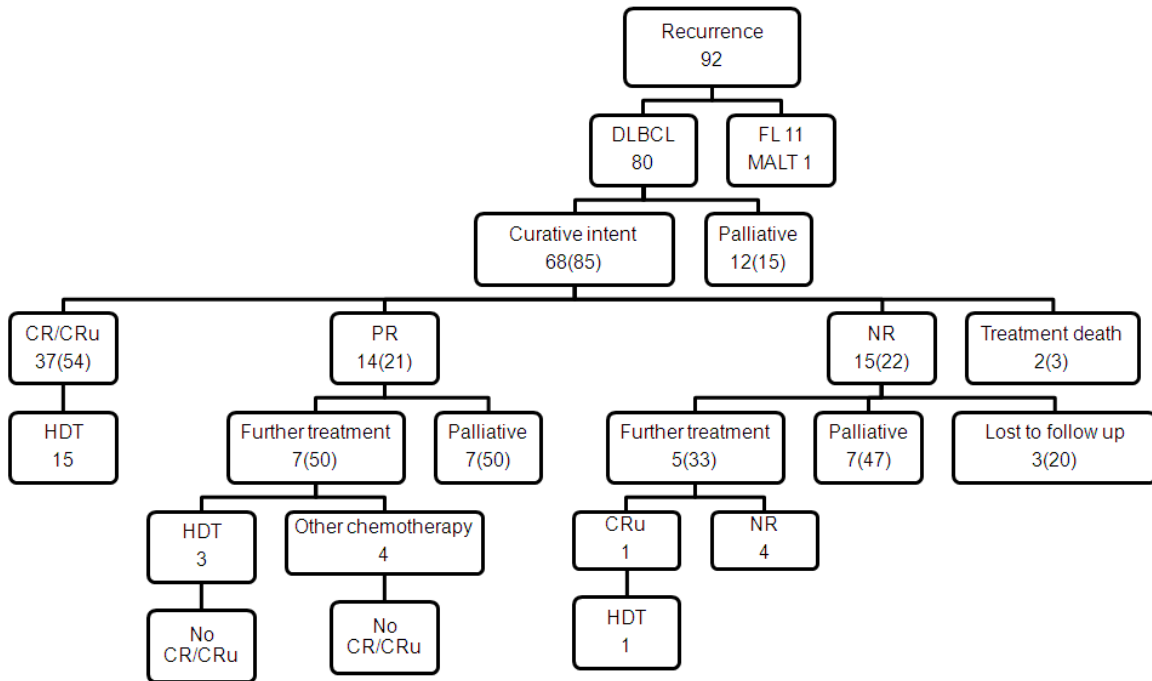 Recurrence
92
DLBCL
80
FL 11
MALT 1
Curative intent
68(85)
Palliative
12(15)
CR/CRu
37(54)
PR
14(21)
NR
15(22)
Treatment death
2(3)
HDT
15
Further treatment
7(50)
Palliative
7(50)
Further treatment
5(33)
Palliative
7(47)
Lost to follow up
3(20)
HDT
3
Other chemotherapy
4
CRu
1
NR
4
No
CR/CRu
No
CR/CRu
HDT
1